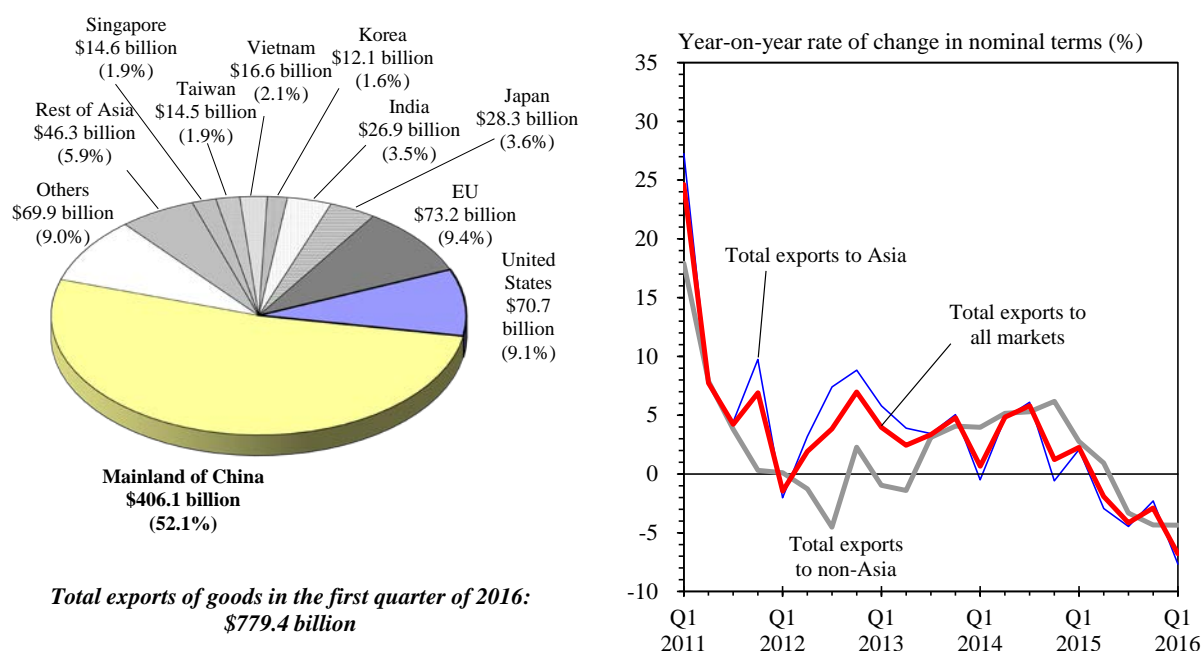 Singapore
$14.6 billion
(1.9%)
Vietnam
$16.6 billion
(2.1%)
Korea
$12.1 billion
(1.6%)
Taiwan
$14.5 billion
(1.9%)
Rest of Asia
$46.3 billion
(5.9%)
India
$26.9 billion
(3.5%)
Japan
$28.3 billion
(3.6%)
Others
$69.9 billion
(9.0%)
EU
$73.2 billion
(9.4%)
United
States
$70.7
billion
(9.1%)
Mainland of China
$406.1 billion
(52.1%)
Total exports of goods in the first quarter of 2016:
$779.4 billion
Year-on-year rate of change in nominal terms (%)
35
30
25
20
15
10
5
0
-5
-10
Total exports to Asia
Total exports to
all markets
Total exports
to non-Asia
Q1 Q1 Q1 Q1 Q1 Q1
2011 2012 2013 2014 2015 2016